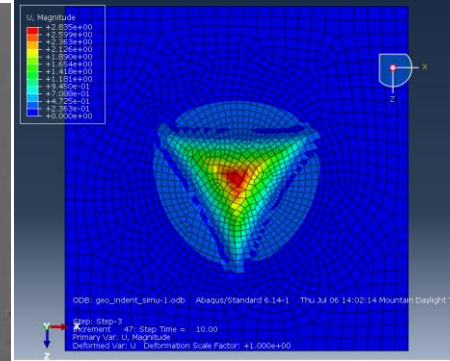 U, Magnitude
+2.835e+00
+2.599e+00
+2.363e+00
+2.126e+00
+1.890e+00
+1.654e+00
+1.418e+00
+1.181e+00
+9.450e-01
+7.088e-01
+4.725e-01
+2.363e-01
+0.000e+00
X
Z
ODB: geo_indent_simu-1.odb Abaqus/Standard 6.14-1 Thu Jul 06 14:02:14 Mountain Daylight
Step: Step-3
Increment 47: Step Time = 10.00
Primary Var: U, Magnitude
Deformed Var: U Deformation Scale Factor: +1.000e+00
Y
X
Z